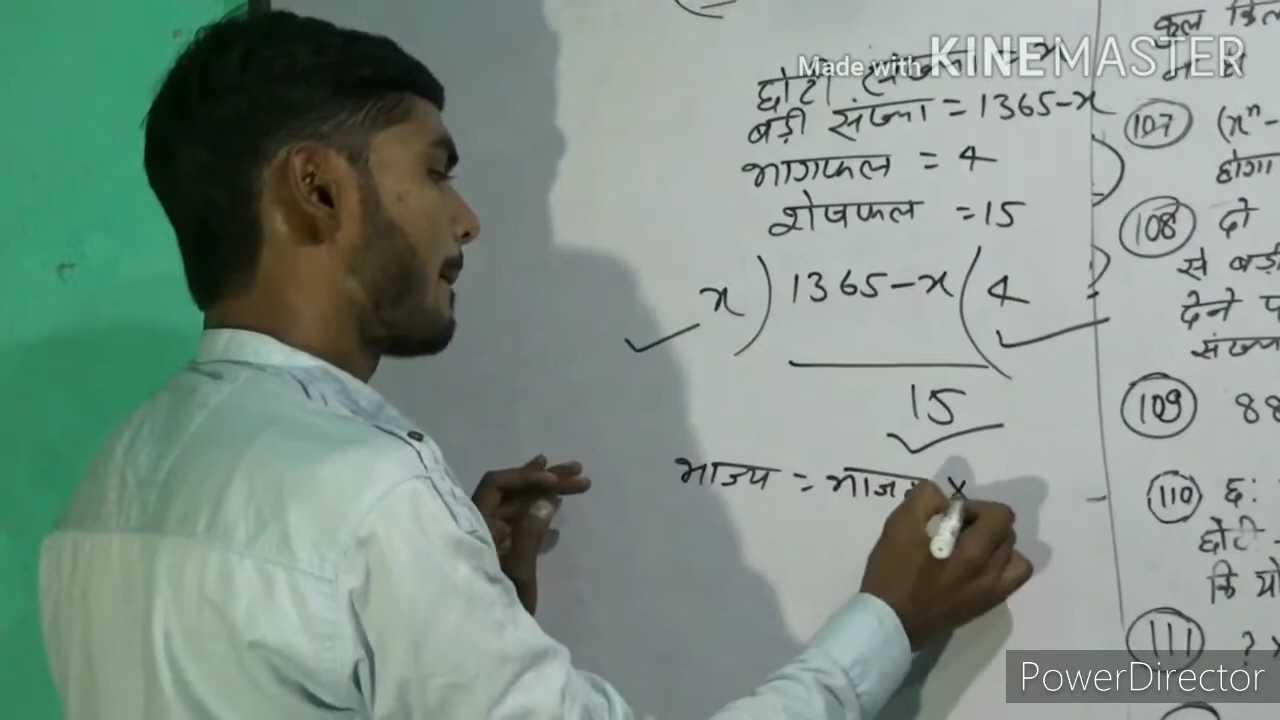 Made with KINEMASTER
छोटी संख्या = x
बड़ी संख्या = 1365-x
भागफल = 4
शेषफल = 15
x ) 1365-x ( 4
15
भाज्य = भाजक ×
कुल
107 (xⁿ-
होगा
108 दो
से बड़ी
देने
संख्या
109 88
110 छः
छोटी
कि यो
111 ? ×
PowerDirector